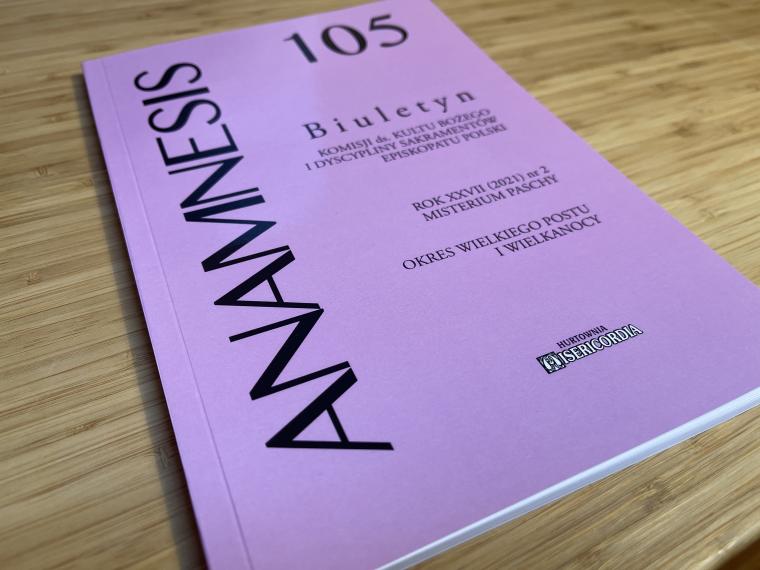 105
ANAMNESIS
Biuletyn
KOMISJI ds. KULTU BOŻEGO
I DYSCYPLINY SAKRAMENTÓW
EPISKOPATU POLSKI
ROK XXVII (2021) nr 2
MISTERIUM PASCHY
OKRES WIELKIEGO POSTU
I WIELKANOCY
HURTOWNIA
MISERICORDIA